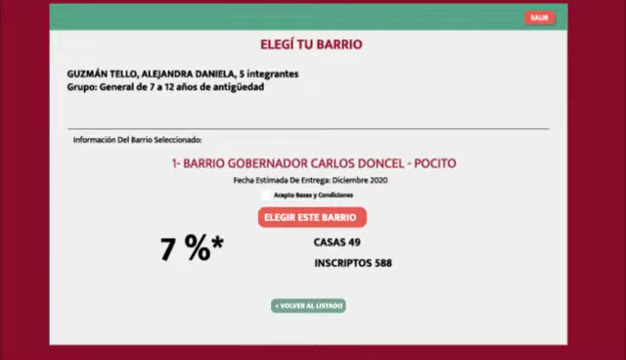 SALIR
ELEGÍ TU BARRIO
GUZMÁN TELLO, ALEJANDRA DANIELA, 5 integrantes
Grupo: General de 7 a 12 años de antigüedad
Información Del Barrio Seleccionado:
1- BARRIO GOBERNADOR CARLOS DONCEL - POCITO
Fecha Estimada De Entrega: Diciembre 2020
Acepto Bases y Condiciones
ELEGIR ESTE BARRIO
7 %*
CASAS 49
INSCRIPTOS 588
< VOLVER AL LISTADO